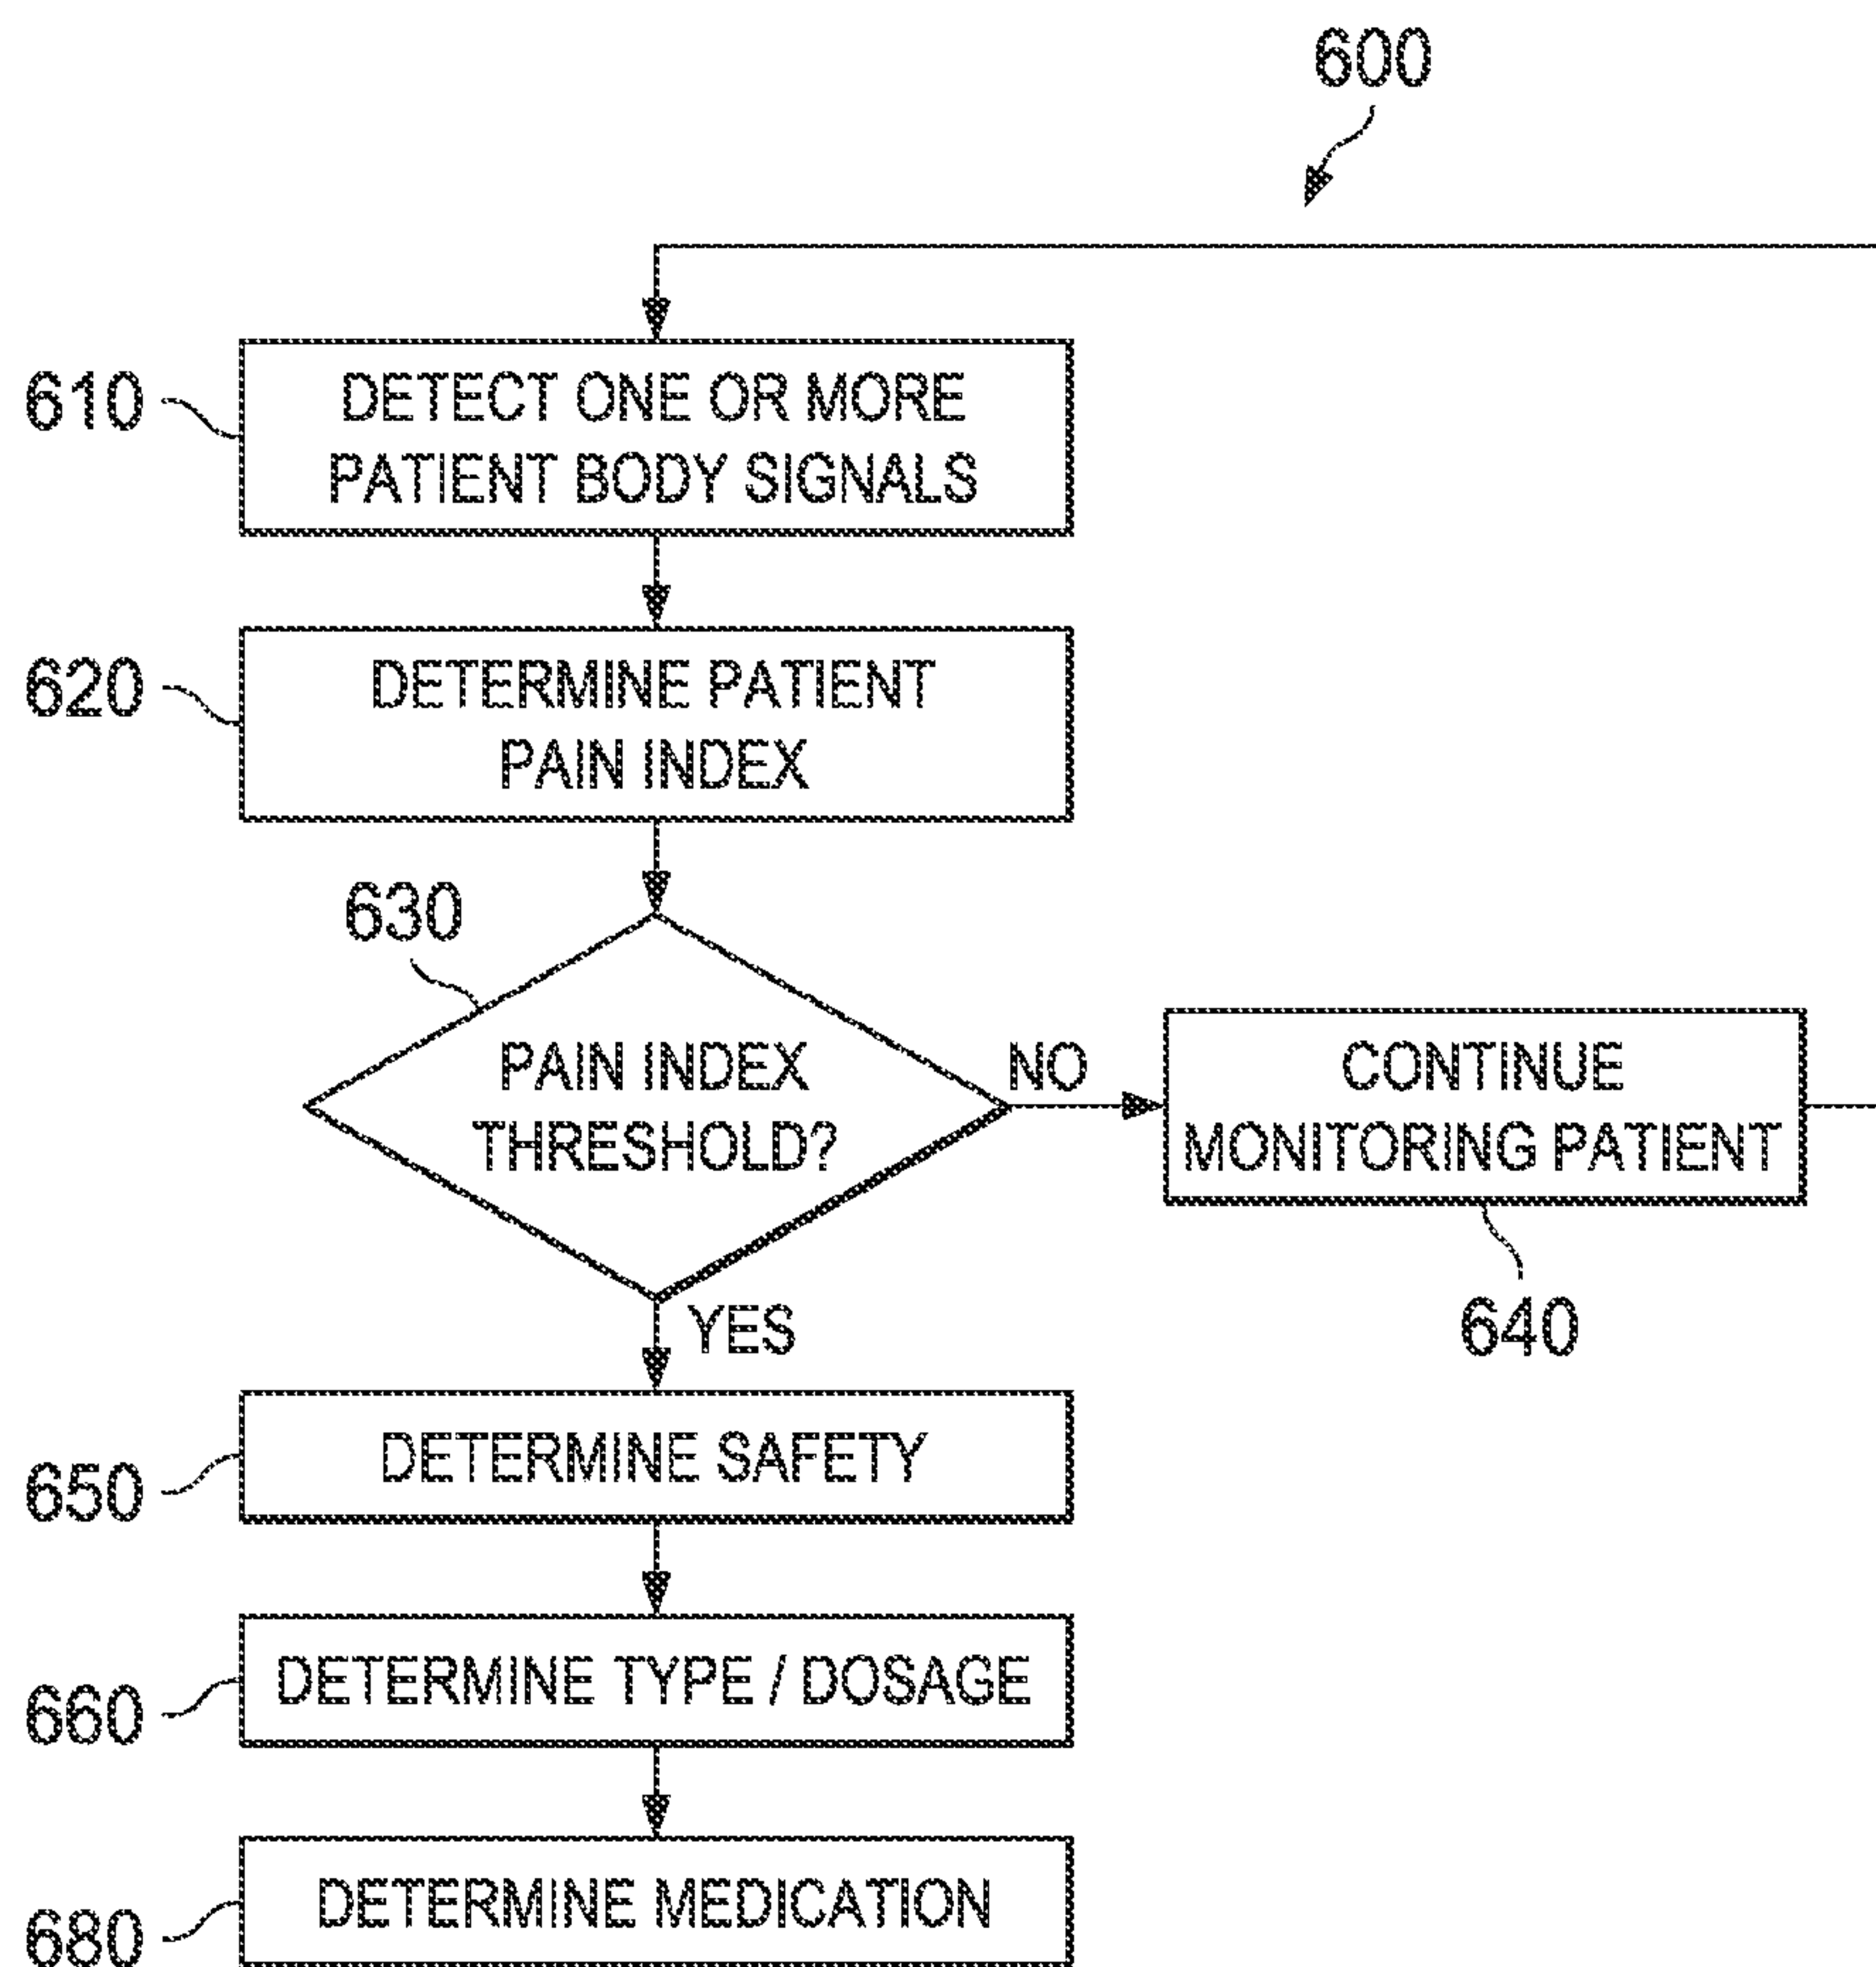 600
610
DETECT ONE OR MORE
PATIENT BODY SIGNALS
620
DETERMINE PATIENT
PAIN INDEX
630
PAIN INDEX
THRESHOLD?
NO
CONTINUE
MONITORING PATIENT
640
YES
650
DETERMINE SAFETY
660
DETERMINE TYPE / DOSAGE
680
DETERMINE MEDICATION